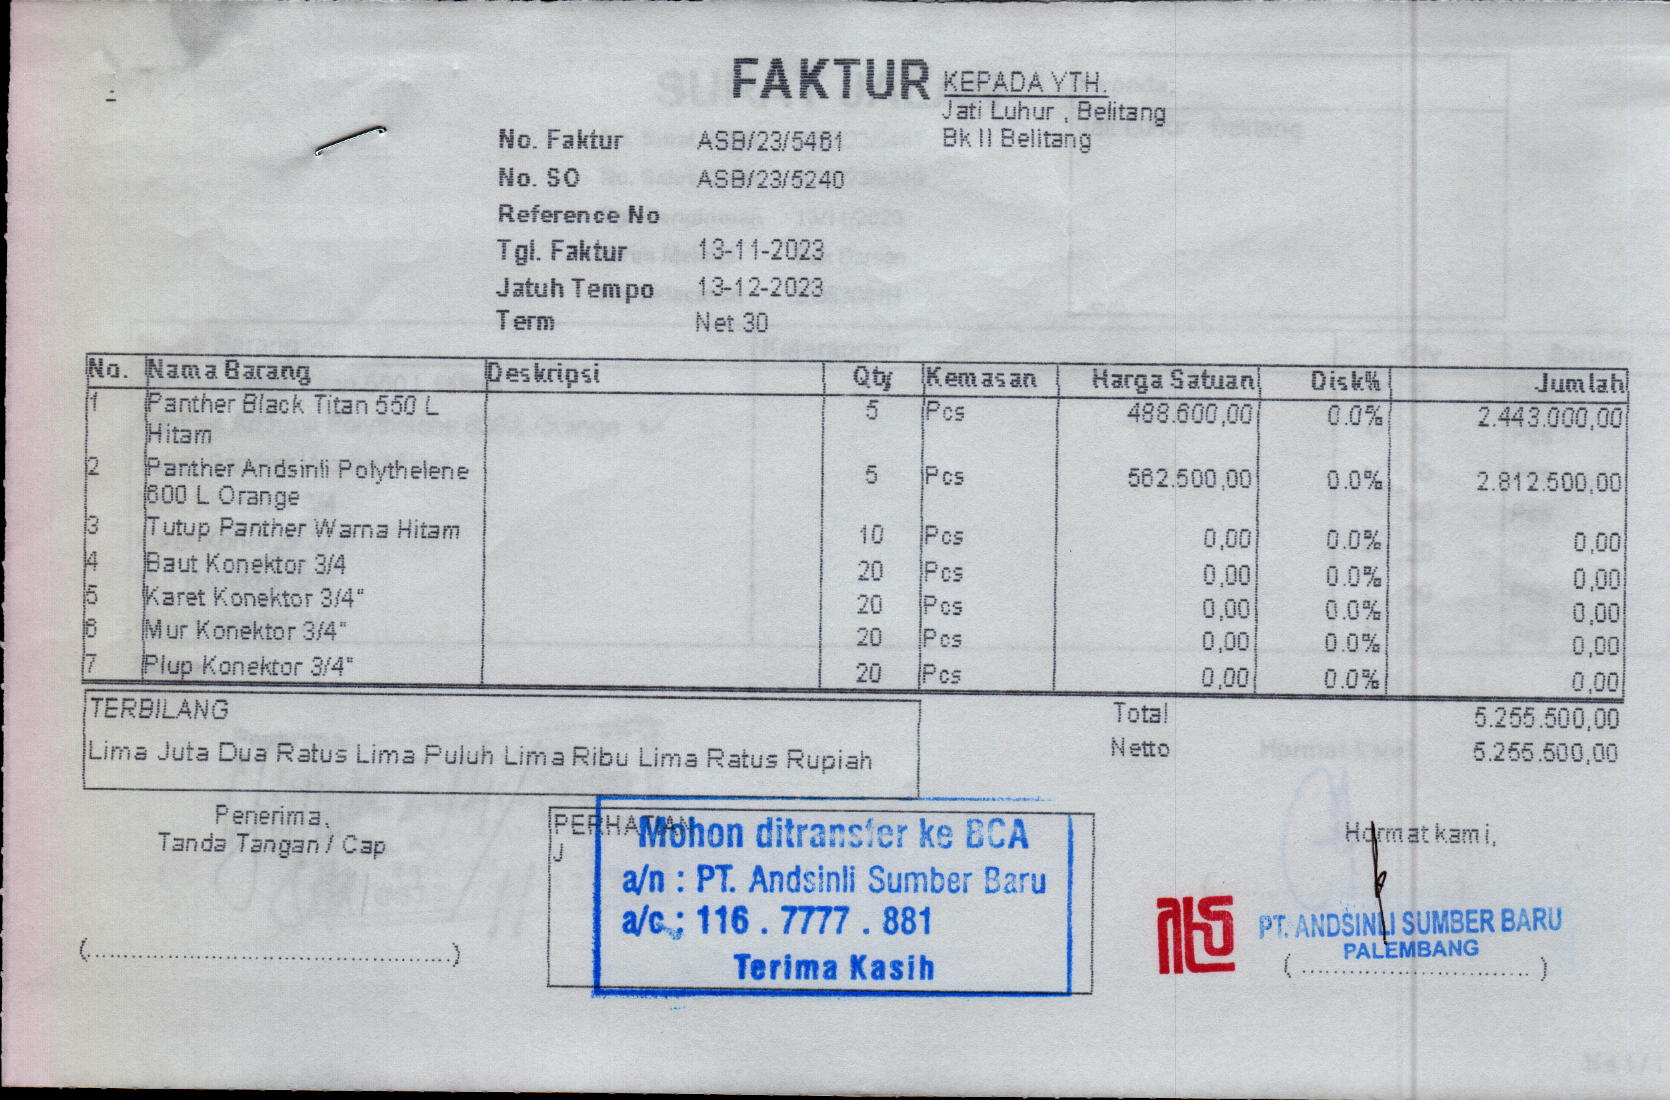 FAKTUR
KEPADA YTH.
Jati Luhur , Belitang
Bk II Belitang
No. Faktur ASB/23/5461
No. SO ASB/23/5240
Reference No
Tgl. Faktur 13-11-2023
Jatuh Tempo 13-12-2023
Term Net 30
No. Nama Barang Deskripsi Qty Kemasan Harga Satuan Disk% Jumlah
1 Panther Black Titan 550 L 5 Pcs 488.600,00 0.0% 2.443.000,00
Hitam
2 Panther Andsinli Polythelene 5 Pcs 562.500,00 0.0% 2.812.500,00
600 L Orange
3 Tutup Panther Warna Hitam 10 Pcs 0,00 0.0% 0,00
4 Baut Konektor 3/4 20 Pcs 0,00 0.0% 0,00
5 Karet Konektor 3/4" 20 Pcs 0,00 0.0% 0,00
6 Mur Konektor 3/4" 20 Pcs 0,00 0.0% 0,00
7 Plup Konektor 3/4" 20 Pcs 0,00 0.0% 0,00
TERBILANG
Lima Juta Dua Ratus Lima Puluh Lima Ribu Lima Ratus Rupiah
Total 5.255.500,00
Netto 5.255.500,00
Penerima,
Tanda Tangan / Cap
(..................................................)
PERHATIAN
J
Mohon ditransfer ke BCA
a/n : PT. Andsinli Sumber Baru
a/c : 116 . 7777 . 881
Terima Kasih
Hormat kami,
PT. ANDSINLI SUMBER BARU
PALEMBANG
( ............................... )